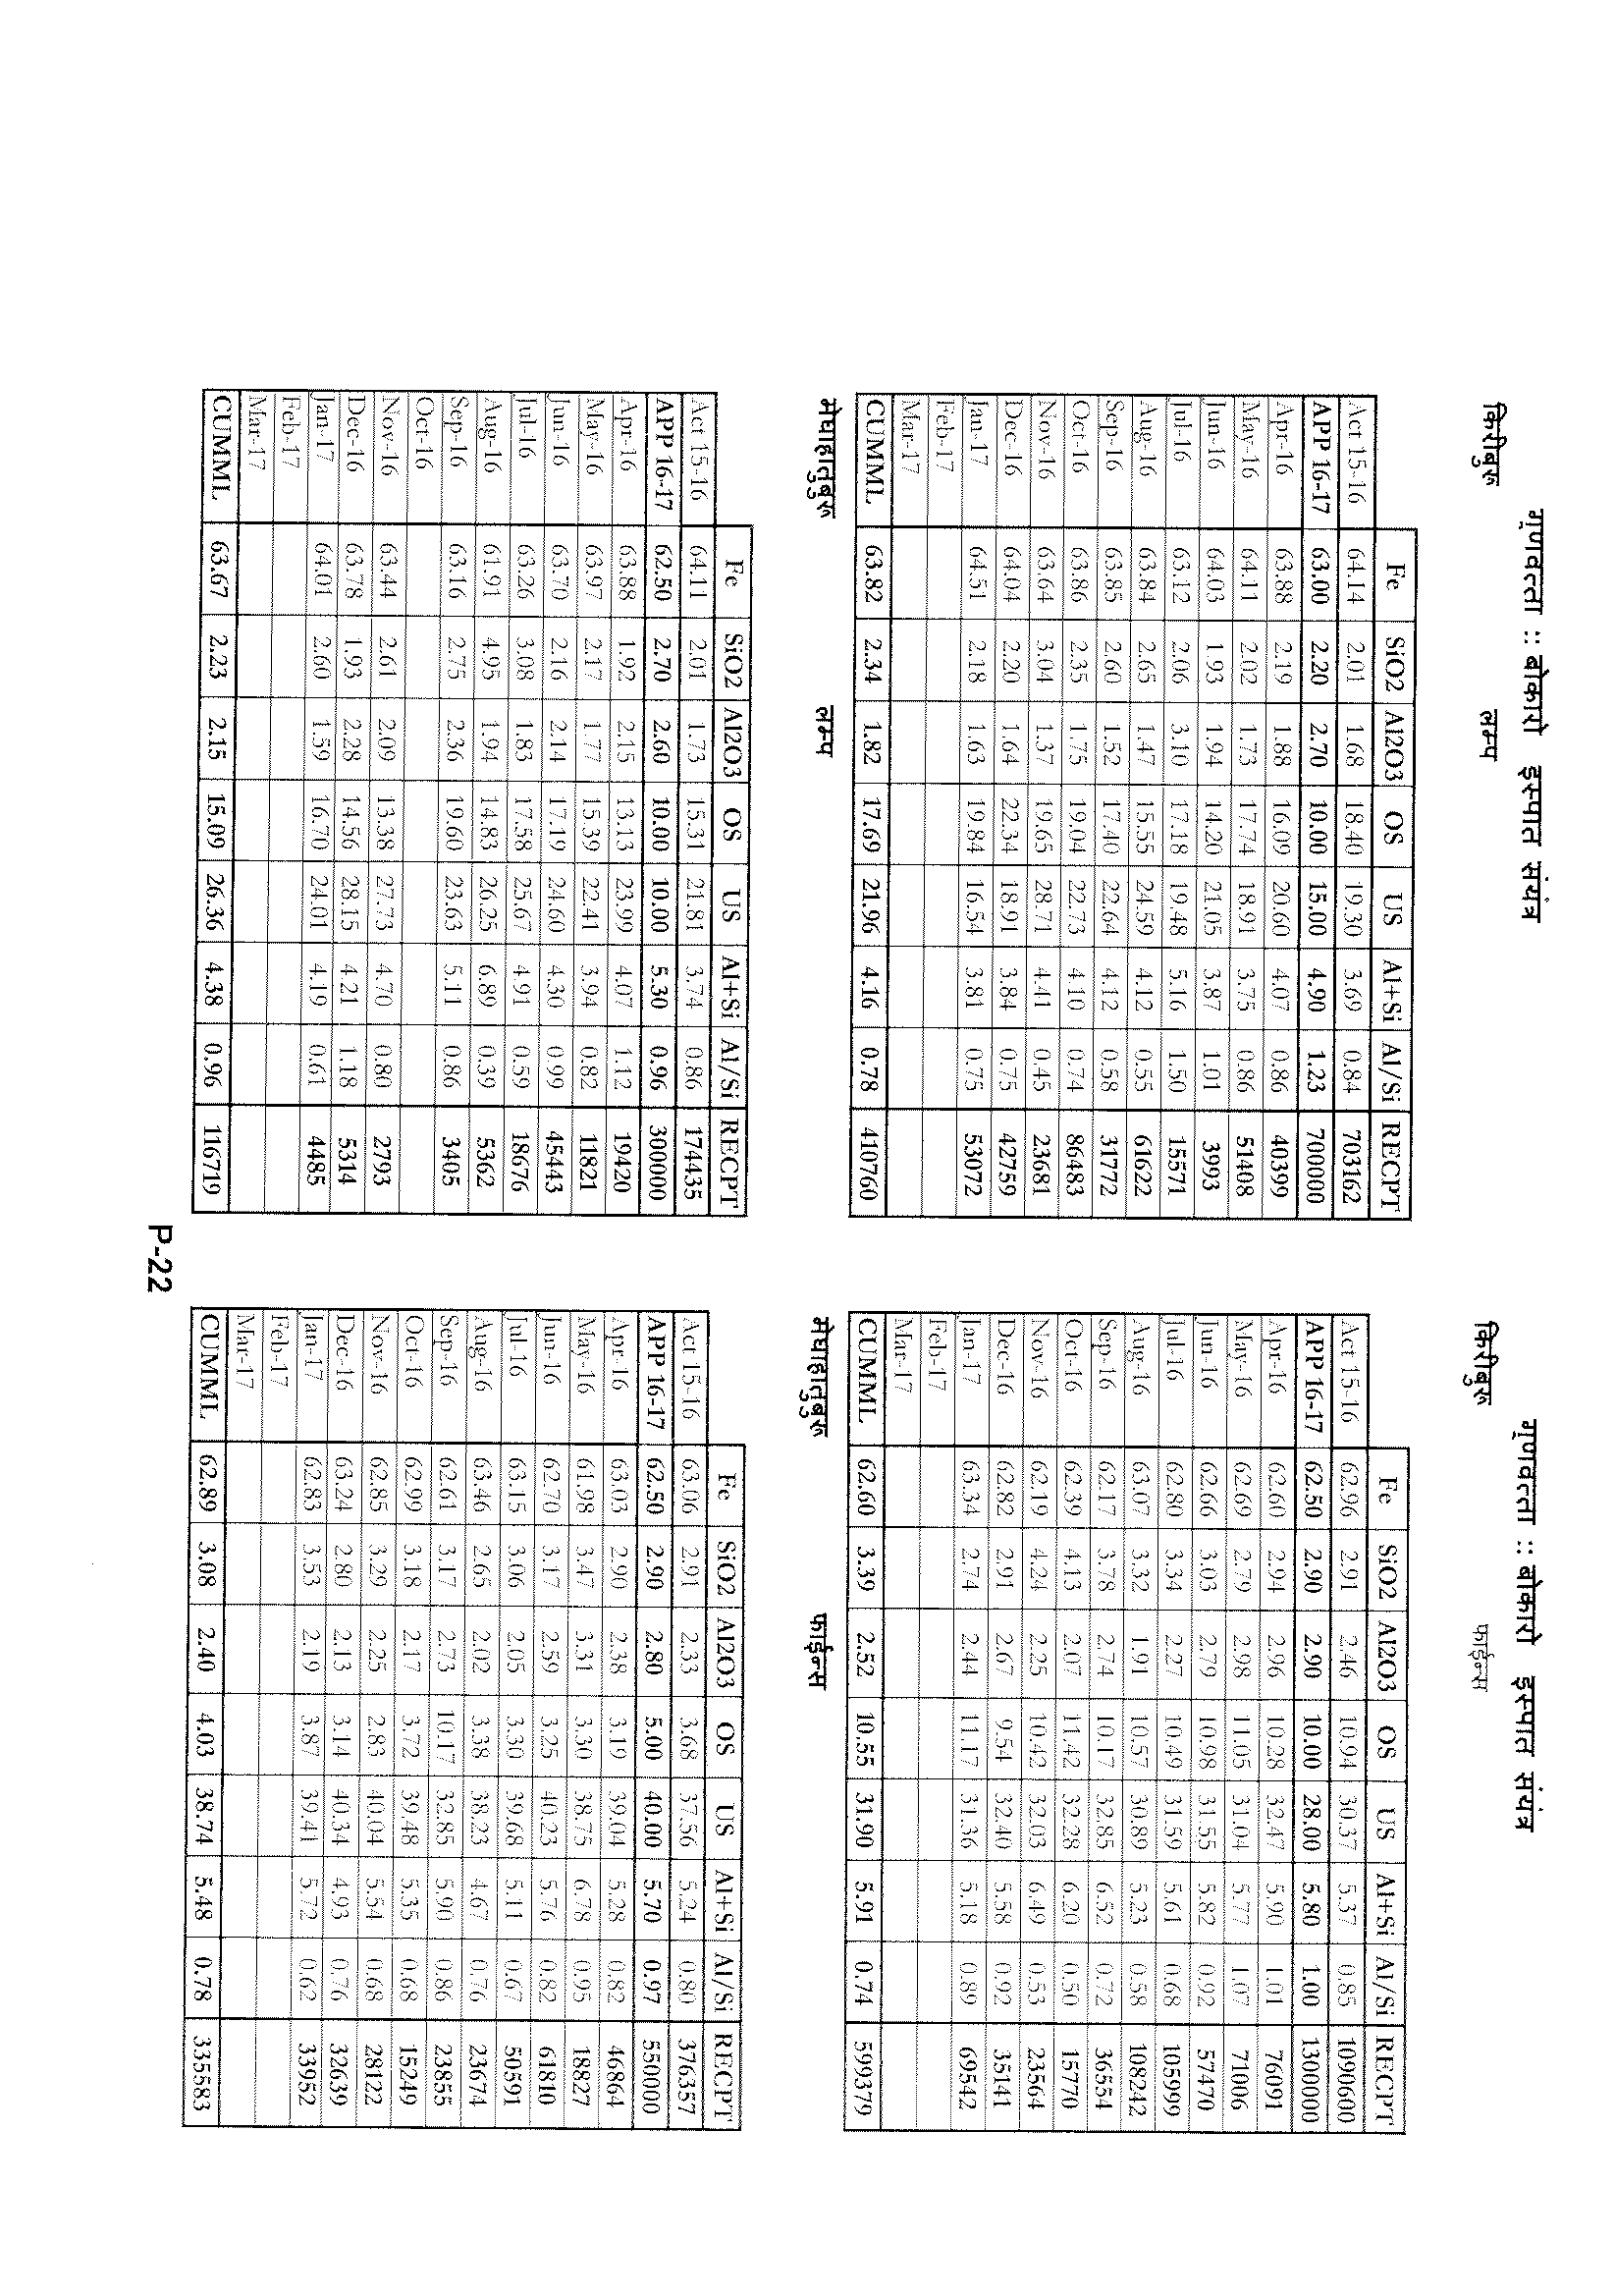 गुणवत्ता :: बोकारो इस्पात संयंत्र
किरीबुरु लम्प
Fe SiO2 Al2O3 OS US Al+Si Al/Si RECPT
Act 15-16 64.14 2.01 1.68 18.40 19.30 3.69 0.84 703162
APP 16-17 63.00 2.20 2.70 10.00 15.00 4.90 1.23 700000
Apr-16 63.88 2.19 1.88 16.09 20.60 4.07 0.86 40399
May-16 64.11 2.02 1.73 17.74 18.91 3.75 0.86 51408
Jun-16 64.03 1.93 1.94 14.20 21.05 3.87 1.01 3993
Jul-16 63.12 2.06 3.10 17.18 19.48 5.16 1.50 15571
Aug-16 63.84 2.65 1.47 15.55 24.59 4.12 0.55 61622
Sep-16 63.85 2.60 1.52 17.40 22.64 4.12 0.58 31772
Oct-16 63.86 2.35 1.75 19.04 22.73 4.10 0.74 86483
Nov-16 63.64 3.04 1.37 19.65 28.71 4.41 0.45 23681
Dec-16 64.04 2.20 1.64 22.34 18.91 3.84 0.75 42759
Jan-17 64.51 2.18 1.63 19.84 16.54 3.81 0.75 53072
Feb-17
Mar-17
CUMML 63.82 2.34 1.82 17.69 21.96 4.16 0.78 410760
मेघाहातुबुरु लम्प
Fe SiO2 Al2O3 OS US Al+Si Al/Si RECPT
Act 15-16 64.11 2.01 1.73 15.31 21.81 3.74 0.86 174435
APP 16-17 62.50 2.70 2.60 10.00 10.00 5.30 0.96 300000
Apr-16 63.88 1.92 2.15 13.13 23.99 4.07 1.12 19420
May-16 63.97 2.17 1.77 15.39 22.41 3.94 0.82 11821
Jun-16 63.70 2.16 2.14 17.19 24.60 4.30 0.99 45443
Jul-16 63.26 3.08 1.83 17.58 25.67 4.91 0.59 18676
Aug-16 61.91 4.95 1.94 14.83 26.25 6.89 0.39 5362
Sep-16 63.16 2.75 2.36 19.60 23.63 5.11 0.86 3405
Oct-16
Nov-16 63.44 2.61 2.09 13.38 27.73 4.70 0.80 2793
Dec-16 63.78 1.93 2.28 14.56 28.15 4.21 1.18 5314
Jan-17 64.01 2.60 1.59 16.70 24.01 4.19 0.61 4485
Feb-17
Mar-17
CUMML 63.67 2.23 2.15 15.09 26.36 4.38 0.96 116719
गुणवत्ता :: बोकारो इस्पात संयंत्र
किरीबुरु फाईन्स
Fe SiO2 Al2O3 OS US Al+Si Al/Si RECPT
Act 15-16 62.96 2.91 2.46 10.94 30.37 5.37 0.85 1090600
APP 16-17 62.50 2.90 2.90 10.00 28.00 5.80 1.00 1300000
Apr-16 62.60 2.94 2.96 10.28 32.47 5.90 1.01 76091
May-16 62.69 2.79 2.98 11.05 31.04 5.77 1.07 71006
Jun-16 62.66 3.03 2.79 10.98 31.55 5.82 0.92 57470
Jul-16 62.80 3.34 2.27 10.49 31.59 5.61 0.68 105999
Aug-16 63.07 3.32 1.91 10.57 30.89 5.23 0.58 108242
Sep-16 62.17 3.78 2.74 10.17 32.85 6.52 0.72 36554
Oct-16 62.39 4.13 2.07 11.42 32.28 6.20 0.50 15770
Nov-16 62.19 4.24 2.25 10.42 32.03 6.49 0.53 23564
Dec-16 62.82 2.91 2.67 9.54 32.40 5.58 0.92 35141
Jan-17 63.34 2.74 2.44 11.17 31.36 5.18 0.89 69542
Feb-17
Mar-17
CUMML 62.60 3.39 2.52 10.55 31.90 5.91 0.74 599379
मेघाहातुबुरु फाईन्स
Fe SiO2 Al2O3 OS US Al+Si Al/Si RECPT
Act 15-16 63.06 2.91 2.33 3.68 37.56 5.24 0.80 376357
APP 16-17 62.50 2.90 2.80 5.00 40.00 5.70 0.97 550000
Apr-16 63.03 2.90 2.38 3.19 39.04 5.28 0.82 46864
May-16 61.98 3.47 3.31 3.30 38.75 6.78 0.95 18827
Jun-16 62.70 3.17 2.59 3.25 40.23 5.76 0.82 61810
Jul-16 63.15 3.06 2.05 3.30 39.68 5.11 0.67 50591
Aug-16 63.46 2.65 2.02 3.38 38.23 4.67 0.76 23674
Sep-16 62.61 3.17 2.73 10.17 32.85 5.90 0.86 23855
Oct-16 62.99 3.18 2.17 3.72 39.48 5.35 0.68 15249
Nov-16 62.85 3.29 2.25 2.83 40.04 5.54 0.68 28122
Dec-16 63.24 2.80 2.13 3.14 40.34 4.93 0.76 32639
Jan-17 62.83 3.53 2.19 3.87 39.41 5.72 0.62 33952
Feb-17
Mar-17
CUMML 62.89 3.08 2.40 4.03 38.74 5.48 0.78 335583
P-22